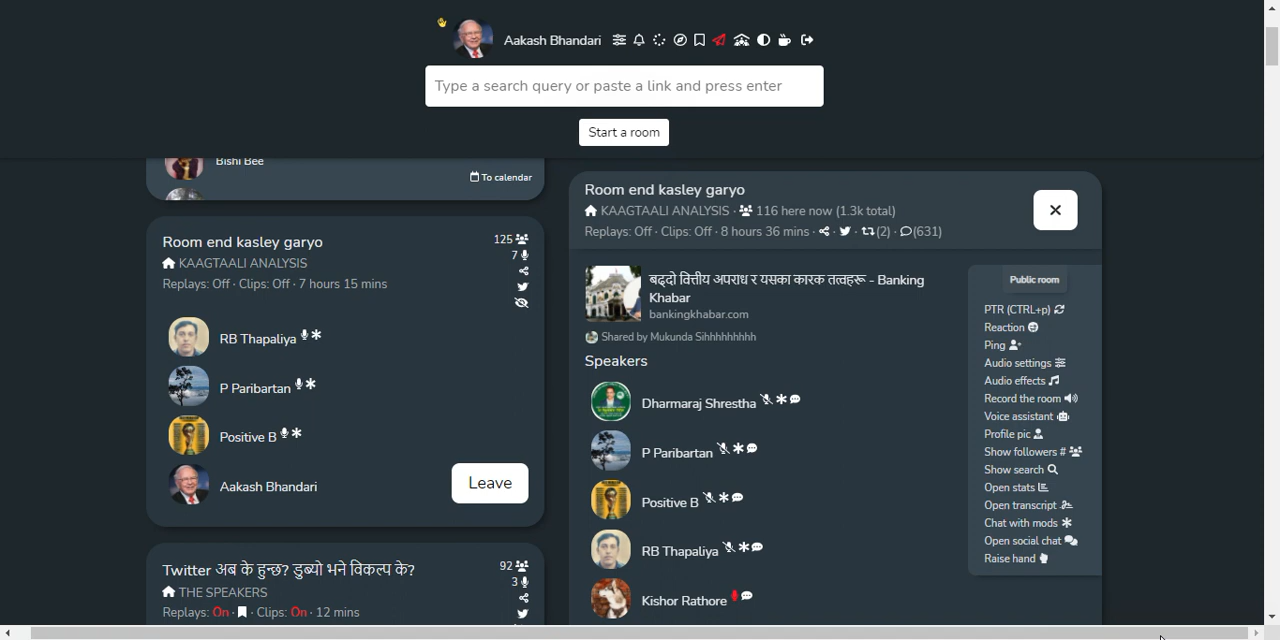 Aakash Bhandari
Type a search query or paste a link and press enter
Start a room
Bishi Bee
To calendar
Room end kasley garyo
125
KAAGTAALI ANALYSIS
7
Replays: Off · Clips: Off · 7 hours 15 mins
RB Thapaliya
P Paribartan
Positive B
Aakash Bhandari
Leave
Twitter अब के हुन्छ? डुब्यो भने विकल्प के?
92
THE SPEAKERS
3
Replays: On · Clips: On · 12 mins
Room end kasley garyo
KAAGTAALI ANALYSIS · 116 here now (1.3k total)
Replays: Off · Clips: Off · 8 hours 36 mins · · · (2) · (631)
बढ्दो वित्तीय अपराध र यसका कारक तत्वहरू - Banking
Khabar
bankingkhabar.com
Shared by Mukunda Sihhhhhhhhh
Speakers
Dharmaraj Shrestha
P Paribartan
Positive B
RB Thapaliya
Kishor Rathore
Public room
PTR (CTRL+p)
Reaction
Ping
Audio settings
Audio effects
Record the room
Voice assistant
Profile pic
Show followers #
Show search
Open stats
Open transcript
Chat with mods
Open social chat
Raise hand